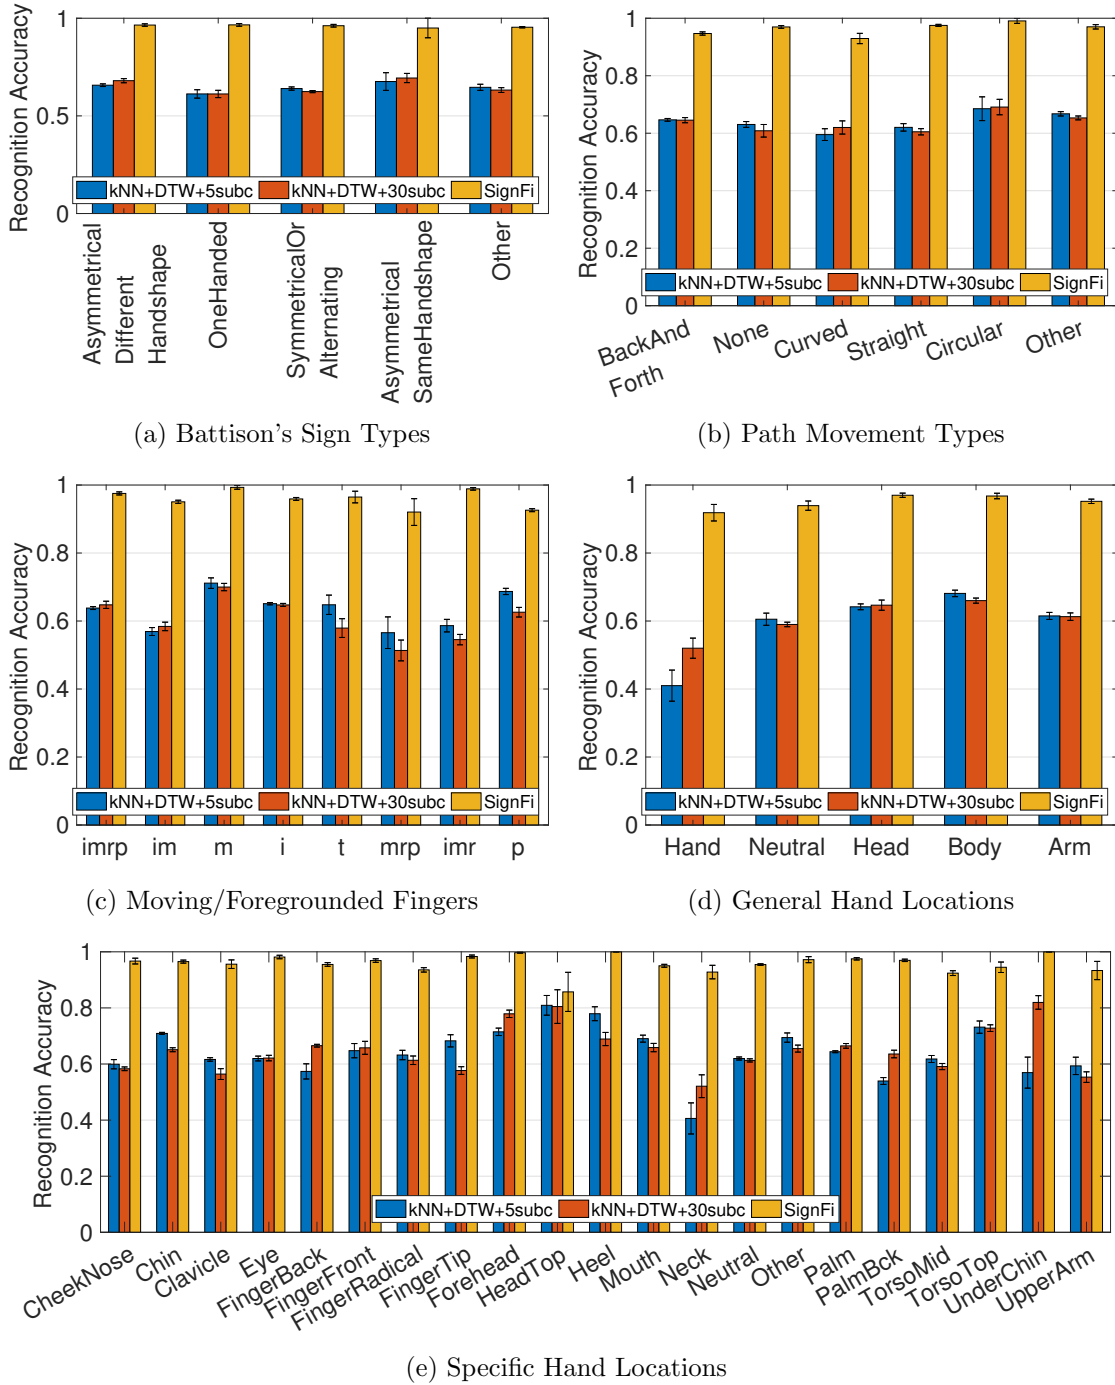 Recognition Accuracy
1
0.5
0
kNN+DTW+5subc
kNN+DTW+30subc
SignFi
Asymmetrical
Different
Handshape
OneHanded
SymmetricalOr
Alternating
Asymmetrical
SameHandshape
Other
(a) Battison's Sign Types
Recognition Accuracy
1
0.8
0.6
0.4
0.2
0
kNN+DTW+5subc
kNN+DTW+30subc
SignFi
BackAnd
Forth
None
Curved
Straight
Circular
Other
(b) Path Movement Types
Recognition Accuracy
1
0.8
0.6
0.4
0.2
0
kNN+DTW+5subc
kNN+DTW+30subc
SignFi
imrp
im
m
i
t
mrp
imr
p
(c) Moving/Foregrounded Fingers
Recognition Accuracy
1
0.8
0.6
0.4
0.2
0
kNN+DTW+5subc
kNN+DTW+30subc
SignFi
Hand
Neutral
Head
Body
Arm
(d) General Hand Locations
Recognition Accuracy
1
0.8
0.6
0.4
0.2
0
kNN+DTW+5subc
kNN+DTW+30subc
SignFi
CheekNose
Chin
Clavicle
Eye
FingerBack
FingerFront
FingerRadical
FingerTip
Forehead
HeadTop
Heel
Mouth
Neck
Neutral
Other
Palm
PalmBck
TorsoMid
TorsoTop
UnderChin
UpperArm
(e) Specific Hand Locations